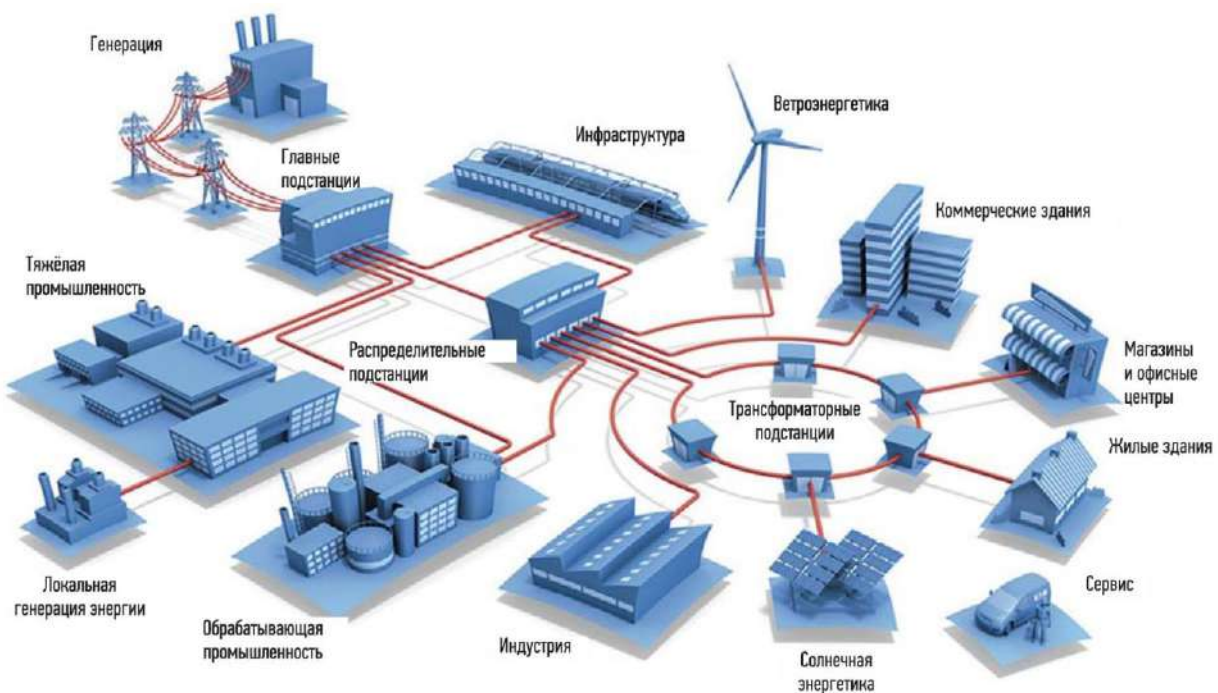 Генерация
Ветроэнергетика
Инфраструктура
Главные
подстанции
Коммерческие здания
Тяжёлая
промышленность
Распределительные
подстанции
Магазины
и офисные
центры
Трансформаторные
подстанции
Жилые здания
Локальная
генерация энергии
Сервис
Обрабатывающая
промышленность
Индустрия
Солнечная
энергетика